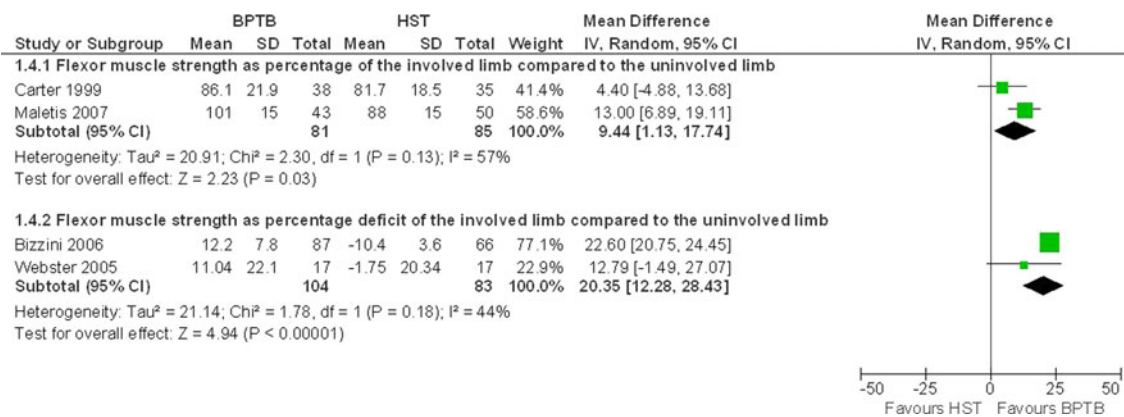 BPTB HST Mean Difference Mean Difference
Study or Subgroup Mean SD Total Mean SD Total Weight IV, Random, 95% CI IV, Random, 95% CI
1.4.1 Flexor muscle strength as percentage of the involved limb compared to the uninvolved limb
Carter 1999 86.1 21.9 38 81.7 18.5 35 41.4% 4.40 [-4.88, 13.68]
Maletis 2007 101 15 43 88 15 50 58.6% 13.00 [6.89, 19.11]
Subtotal (95% CI) 81 85 100.0% 9.44 [1.13, 17.74]
Heterogeneity: Tau² = 20.91; Chi² = 2.30, df = 1 (P = 0.13); I² = 57%
Test for overall effect: Z = 2.23 (P = 0.03)
1.4.2 Flexor muscle strength as percentage deficit of the involved limb compared to the uninvolved limb
Bizzini 2006 12.2 7.8 87 -10.4 3.6 66 77.1% 22.60 [20.75, 24.45]
Webster 2005 11.04 22.1 17 -1.75 20.34 17 22.9% 12.79 [-1.49, 27.07]
Subtotal (95% CI) 104 83 100.0% 20.35 [12.28, 28.43]
Heterogeneity: Tau² = 21.14; Chi² = 1.78, df = 1 (P = 0.18); I² = 44%
Test for overall effect: Z = 4.94 (P < 0.00001)
-50 -25 0 25 50
Favours HST Favours BPTB